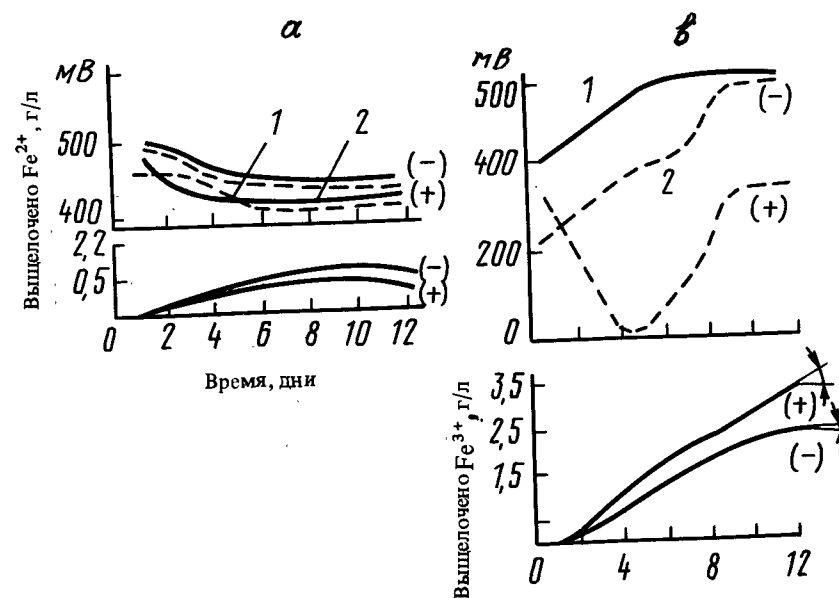 а
мВ
500
400
1
2
(-)
(+)
Выщелочено Fe²⁺, г/л
2,2
0,5
(-)
(+)
0 2 4 6 8 10 12
Время, дни
в
мВ
500
400
200
0
1
2
(-)
(+)
Выщелочено Fe³⁺, г/л
3,5
2,5
1,5
(+)
(-)
0 4 8 12